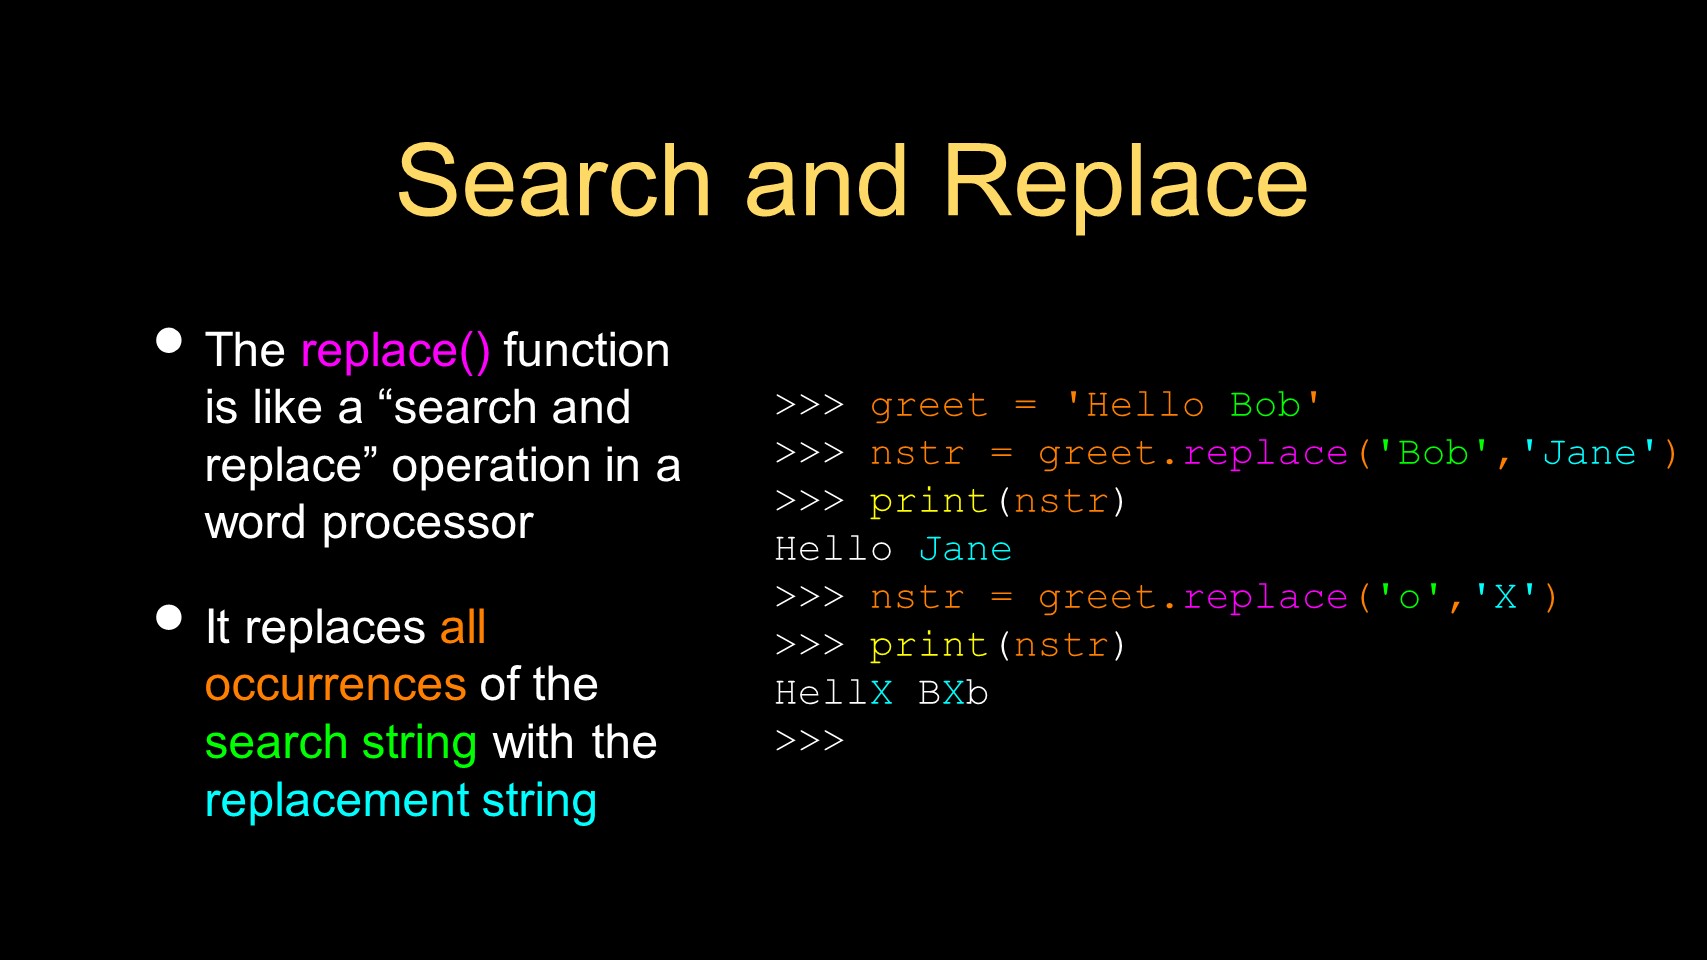 Search and Replace
• The replace() function
is like a “search and
replace” operation in a
word processor
• It replaces all
occurrences of the
search string with the
replacement string
>>> greet = 'Hello Bob'
>>> nstr = greet.replace('Bob','Jane')
>>> print(nstr)
Hello Jane
>>> nstr = greet.replace('o','X')
>>> print(nstr)
HellX BXb
>>>